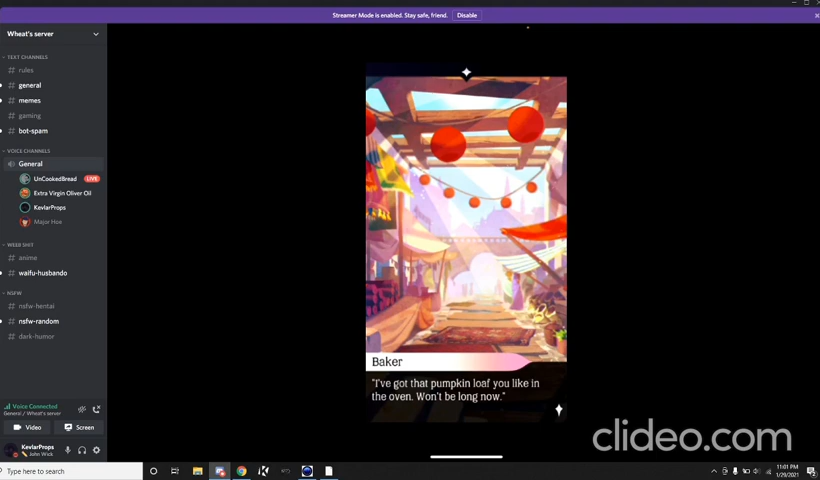 Streamer Mode is enabled. Stay safe, friend.
Disable
Wheat's server
TEXT CHANNELS
# rules
# general
# memes
# gaming
# bot-spam
VOICE CHANNELS
General
UnCookedBread LIVE
Extra Virgin Oliver Oil
KevlarProps
Major Hox
WEEB SHIT
# anime
# waifu-husbando
NSFW
# nsfw-hentai
# nsfw-random
# dark-humor
Voice Connected
General / Wheat's server
Video
Screen
KevlarProps
John Wick
Baker
"I've got that pumpkin loaf you like in
the oven. Won't be long now."
clideo.com
Type here to search
11:01 PM
1/29/2021